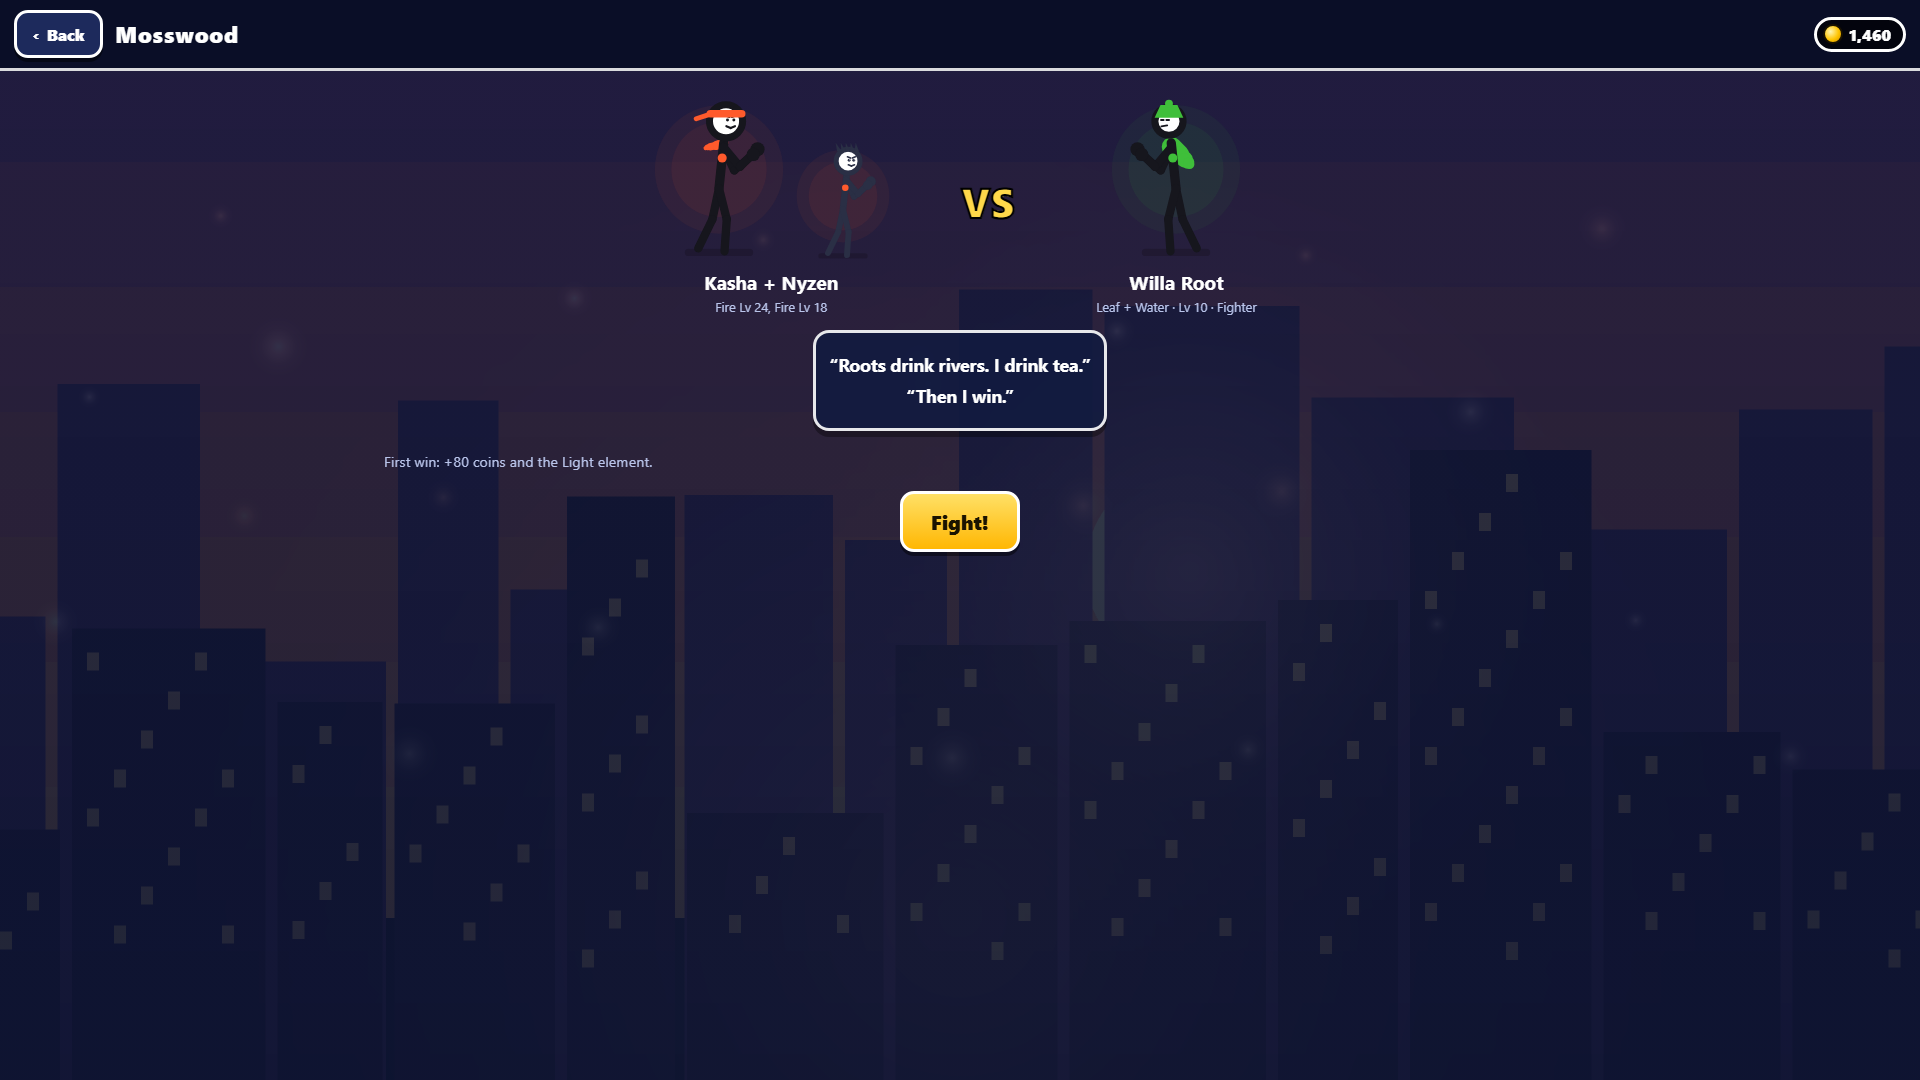 ‹ Back
Mosswood
1,460
VS
Kasha + Nyzen
Fire Lv 24, Fire Lv 18
Willa Root
Leaf + Water · Lv 10 · Fighter
“Roots drink rivers. I drink tea.”
“Then I win.”
First win: +80 coins and the Light element.
Fight!